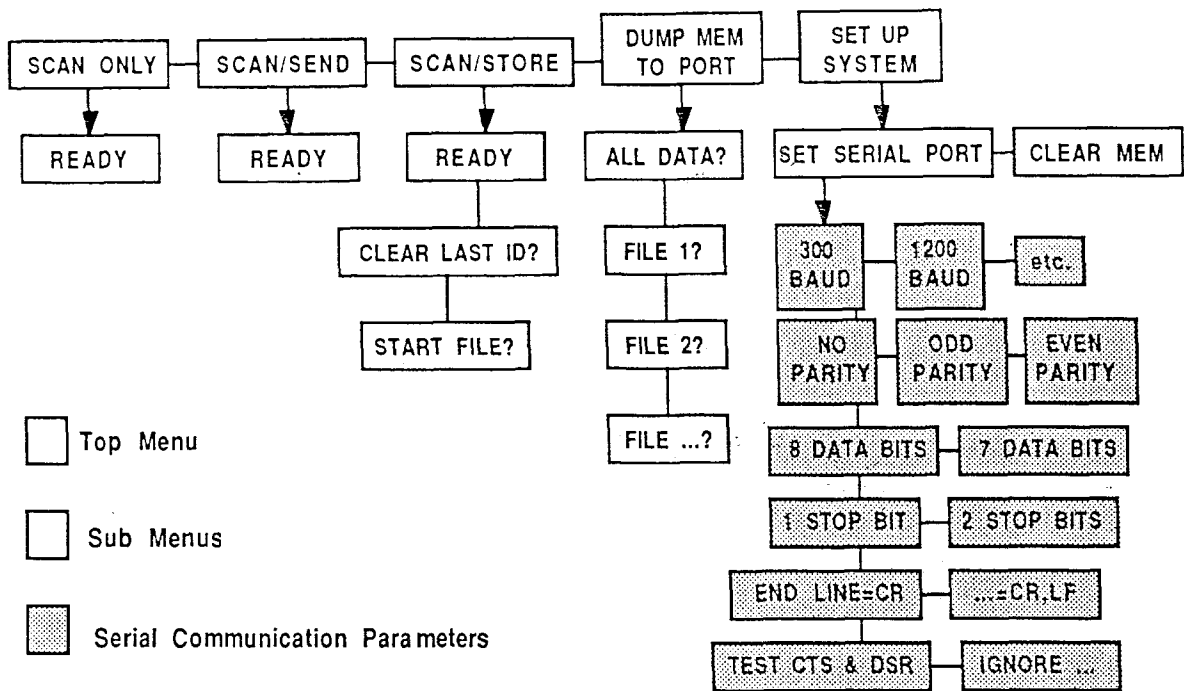 SCAN ONLY
SCAN/SEND
SCAN/STORE
DUMP MEM
TO PORT
SET UP
SYSTEM
READY
READY
READY
ALL DATA?
SET SERIAL PORT
CLEAR MEM
CLEAR LAST ID?
FILE 1?
300
BAUD
1200
BAUD
etc.
START FILE?
FILE 2?
NO
PARITY
ODD
PARITY
EVEN
PARITY
FILE ...?
8 DATA BITS
7 DATA BITS
1 STOP BIT
2 STOP BITS
END LINE=CR
...=CR,LF
TEST CTS & DSR
IGNORE ...
Top Menu
Sub Menus
Serial Communication Parameters